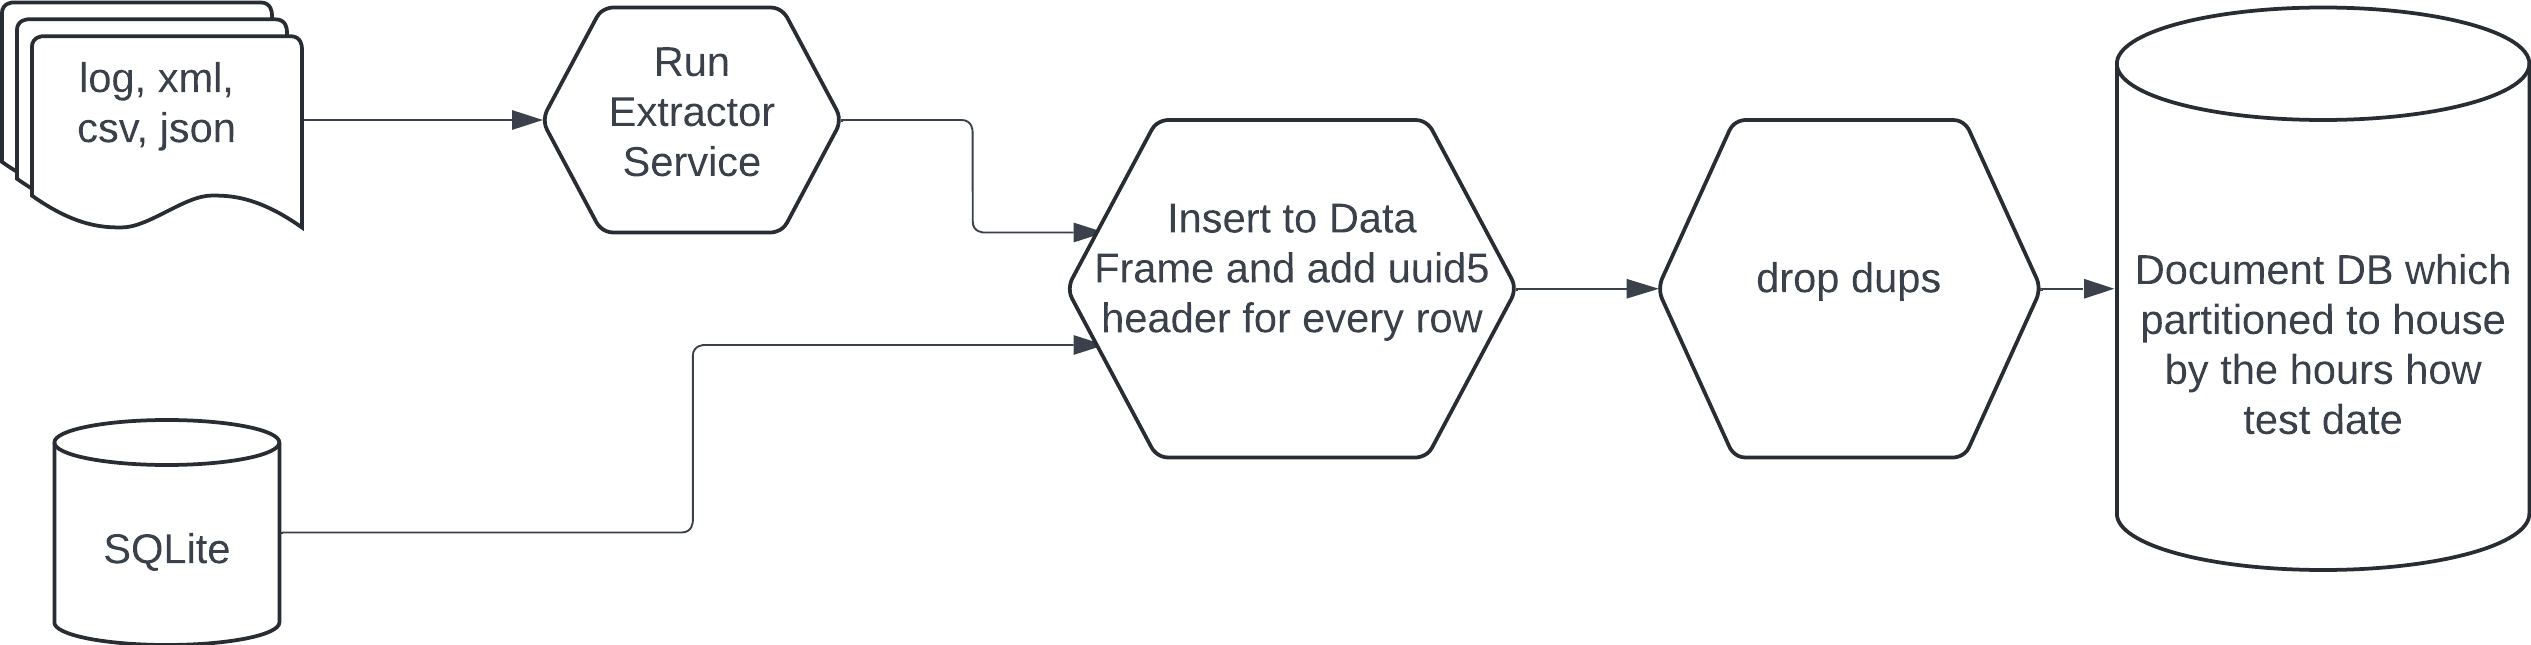 log, xml,
csv, json
Run
Extractor
Service
Insert to Data
Frame and add uuid5
header for every row
drop dups
Document DB which
partitioned to house
by the hours how
test date
SQLite